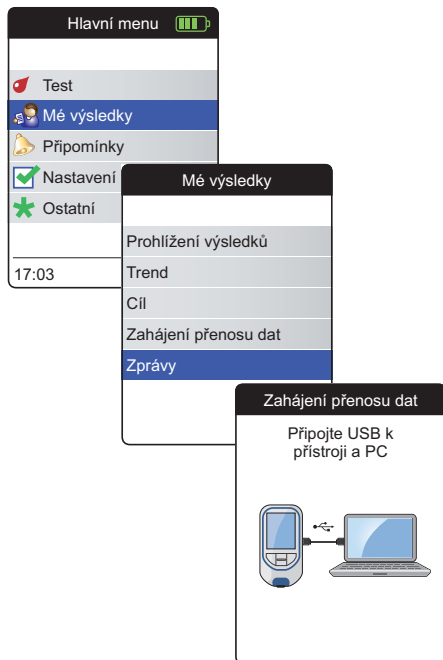 Hlavní menu
Test
Mé výsledky
Připomínky
Nastavení
Ostatní
17:03
Mé výsledky
Prohlížení výsledků
Trend
Cíl
Zahájení přenosu dat
Zprávy
Zahájení přenosu dat
Připojte USB k
přístroji a PC